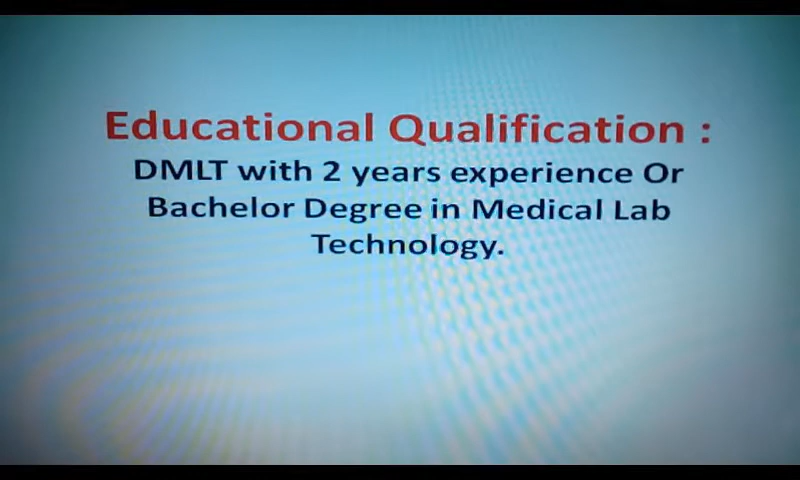 Educational Qualification :
DMLT with 2 years experience Or
Bachelor Degree in Medical Lab
Technology.